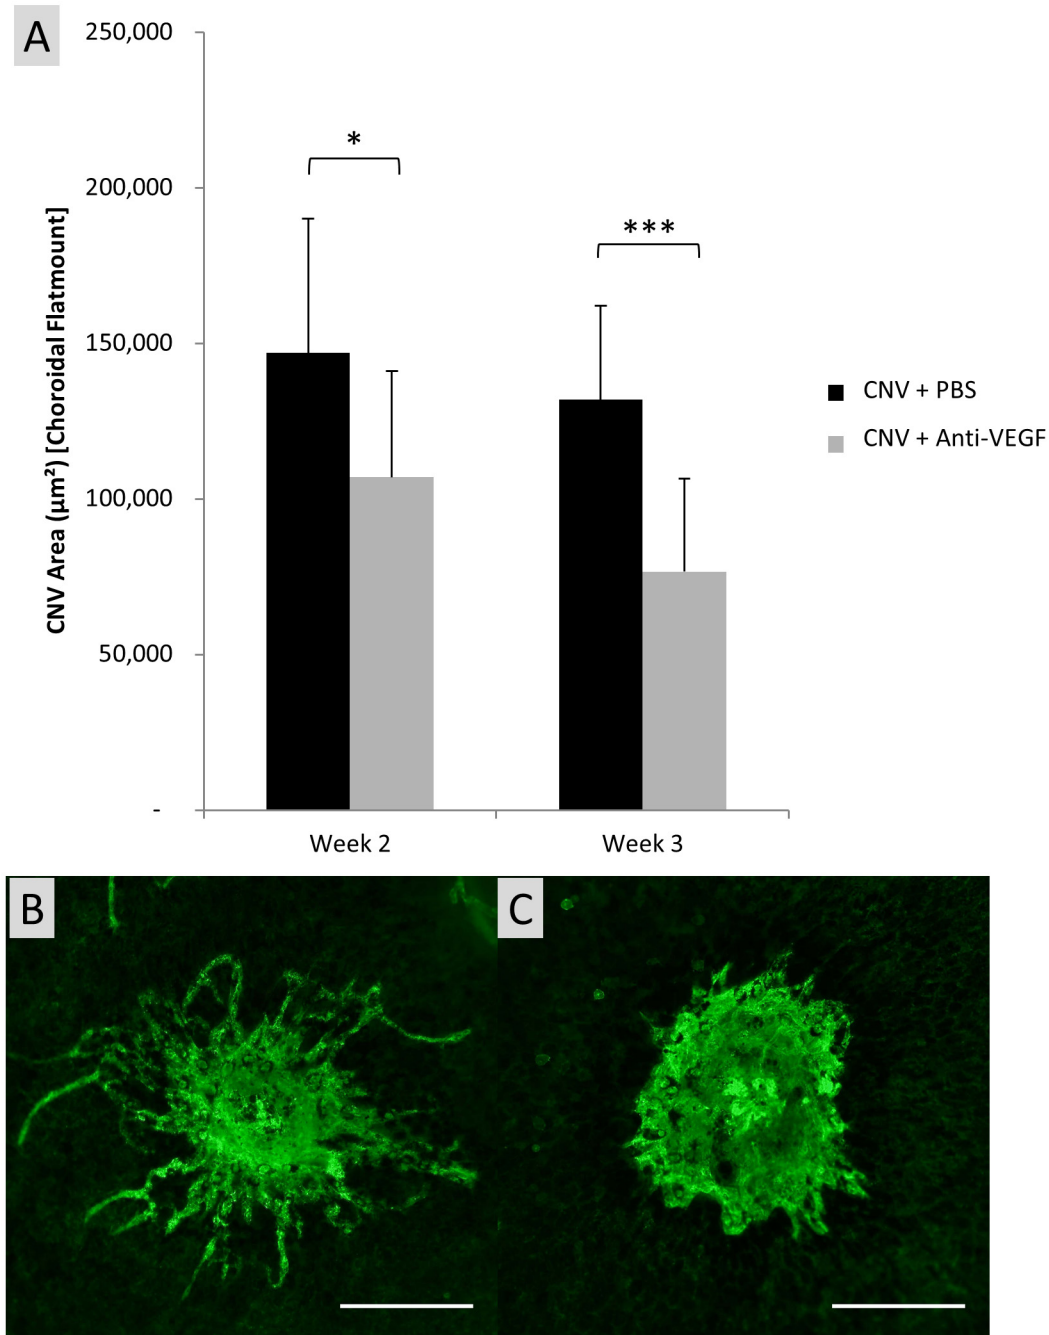 A
250,000
200,000
150,000
100,000
50,000
-
CNV Area (µm²) [Choroidal Flatmount]
*
***
CNV + PBS
CNV + Anti-VEGF
Week 2
Week 3
B
C